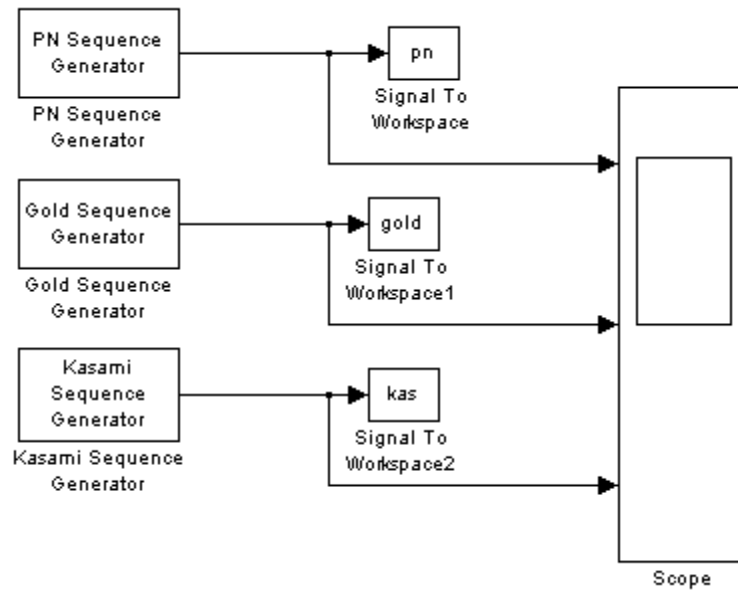 PN Sequence
Generator
PN Sequence
Generator
pn
Signal To
Workspace
Gold Sequence
Generator
Gold Sequence
Generator
gold
Signal To
Workspace1
Kasami
Sequence
Generator
Kasami Sequence
Generator
kas
Signal To
Workspace2
Scope